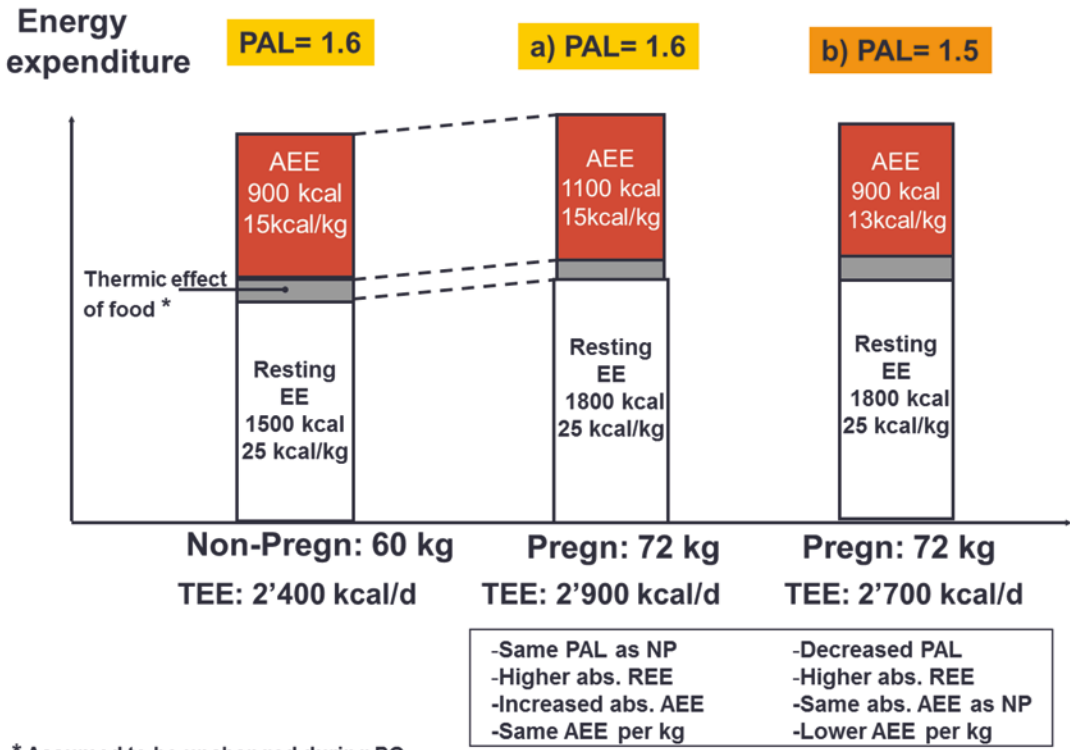 Energy
expenditure
PAL= 1.6
a) PAL= 1.6
b) PAL= 1.5
AEE
900 kcal
15kcal/kg
AEE
1100 kcal
15kcal/kg
AEE
900 kcal
13kcal/kg
Thermic effect
of food *
Resting
EE
1500 kcal
25 kcal/kg
Resting
EE
1800 kcal
25 kcal/kg
Resting
EE
1800 kcal
25 kcal/kg
Non-Pregn: 60 kg
TEE: 2’400 kcal/d
Pregn: 72 kg
TEE: 2’900 kcal/d
Pregn: 72 kg
TEE: 2’700 kcal/d
-Same PAL as NP
-Higher abs. REE
-Increased abs. AEE
-Same AEE per kg
-Decreased PAL
-Higher abs. REE
-Same abs. AEE as NP
-Lower AEE per kg
* Assumed to be unchanged during